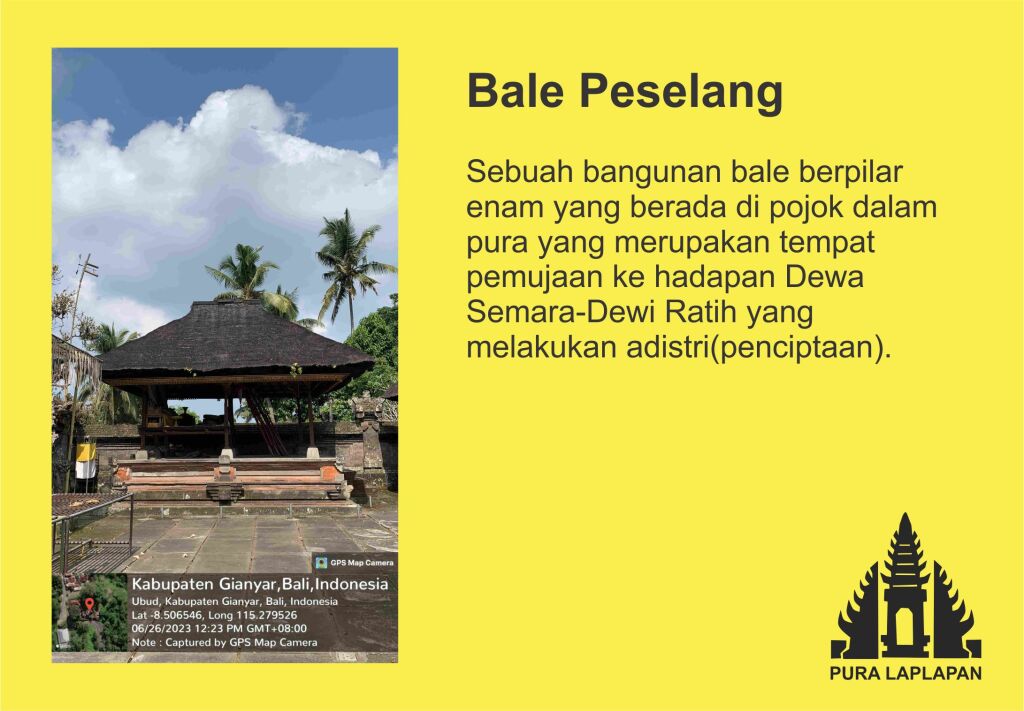 Bale Peselang
Sebuah bangunan bale berpilar
enam yang berada di pojok dalam
pura yang merupakan tempat
pemujaan ke hadapan Dewa
Semara-Dewi Ratih yang
melakukan adistri(penciptaan).
GPS Map Camera
Kabupaten Gianyar,Bali,Indonesia
Ubud, Kabupaten Gianyar, Bali, Indonesia
Lat -8.506546, Long 115.279526
06/26/2023 12:23 PM GMT+08:00
Note : Captured by GPS Map Camera
PURA LAPLAPAN